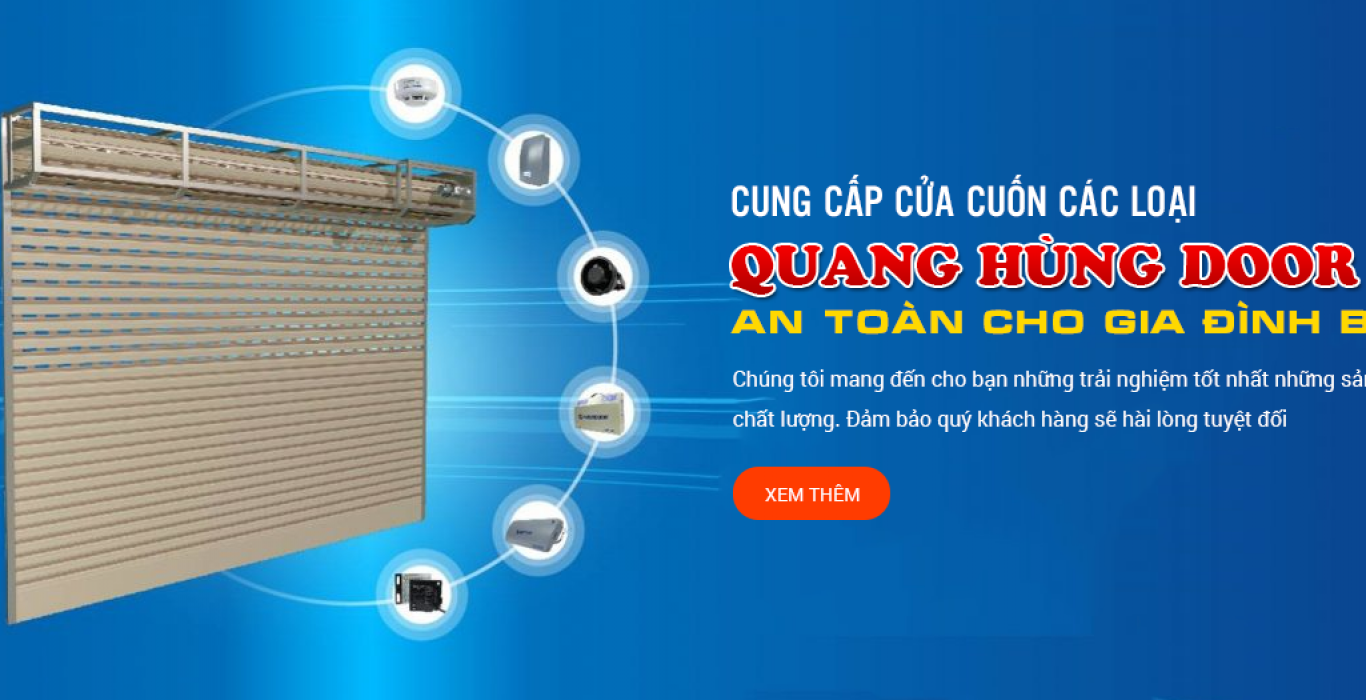 CUNG CẤP CỬA CUỐN CÁC LOẠI
QUANG HÙNG DOOR
AN TOÀN CHO GIA ĐÌNH
Chúng tôi mang đến cho bạn những trải nghiệm tốt nhất những
chất lượng. Đảm bảo quý khách hàng sẽ hài lòng tuyệt đối
XEM THÊM